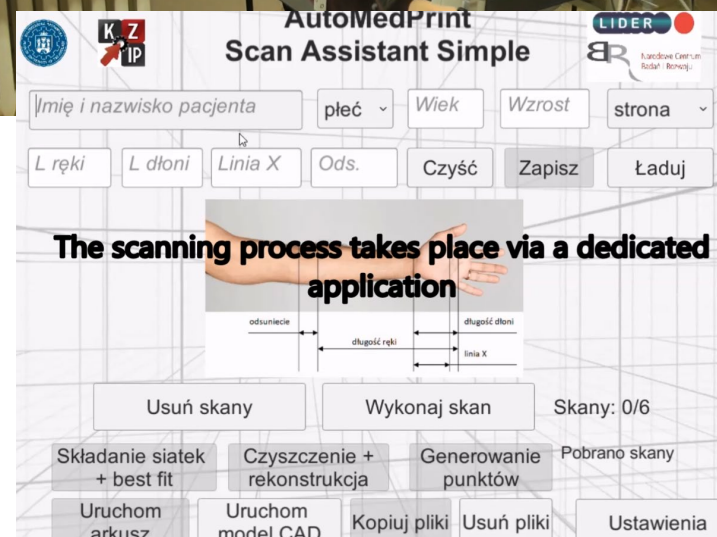 AutoMedPrint
Scan Assistant Simple
K Z
IP
LIDER
BR
Narodowe Centrum
Badań i Rozwoju
Imię i nazwisko pacjenta
płeć
Wiek
Wzrost
strona
L ręki
L dłoni
Linia X
Ods.
Czyść
Zapisz
Ładuj
The scanning process takes place via a dedicated
application
odsuniecie
długość dłoni
długość ręki
linia X
Usuń skany
Wykonaj skan
Skany: 0/6
Składanie siatek
+ best fit
Czyszczenie +
rekonstrukcja
Generowanie
punktów
Pobrano skany
Uruchom
arkusz
Uruchom
model CAD
Kopiuj pliki
Usuń pliki
Ustawienia